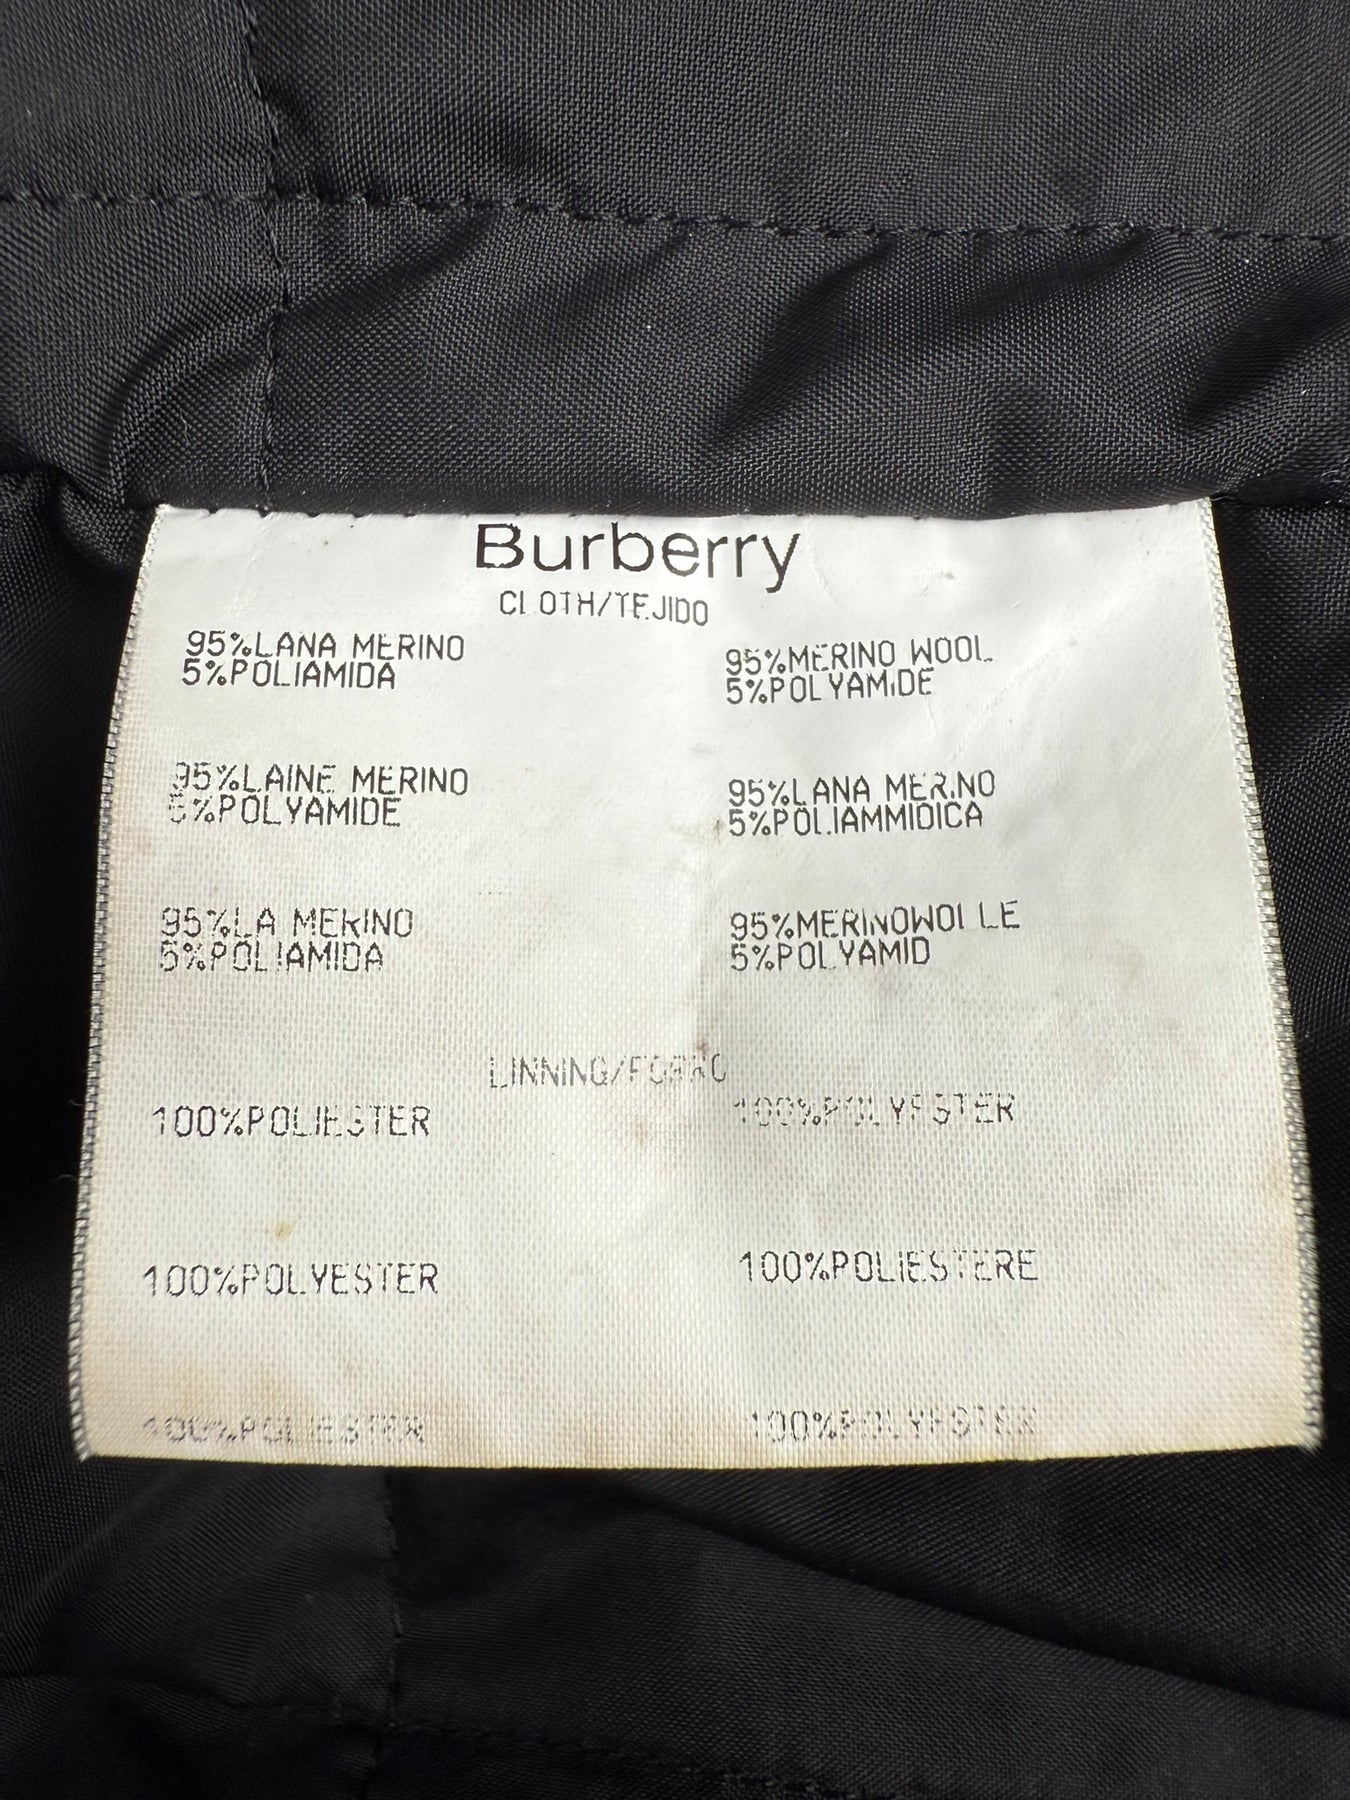 Burberry
CLOTH/TEJIDO
95%LANA MERINO
5%POLIAMIDA
95%MERINO WOOL
5%POLYAMIDE
95%LAINE MERINO
5%POLYAMIDE
95%LANA MERINO
5%POLIAMMIDICA
95%LA MERINO
5%POLIAMIDA
95%MERINOWOLLE
5%POLYAMID
LINNING/FORRO
100%POLIESTER
100%POLYESTER
100%POLYESTER
100%POLIESTERE
100%POLIESTER
100%POLYESTER